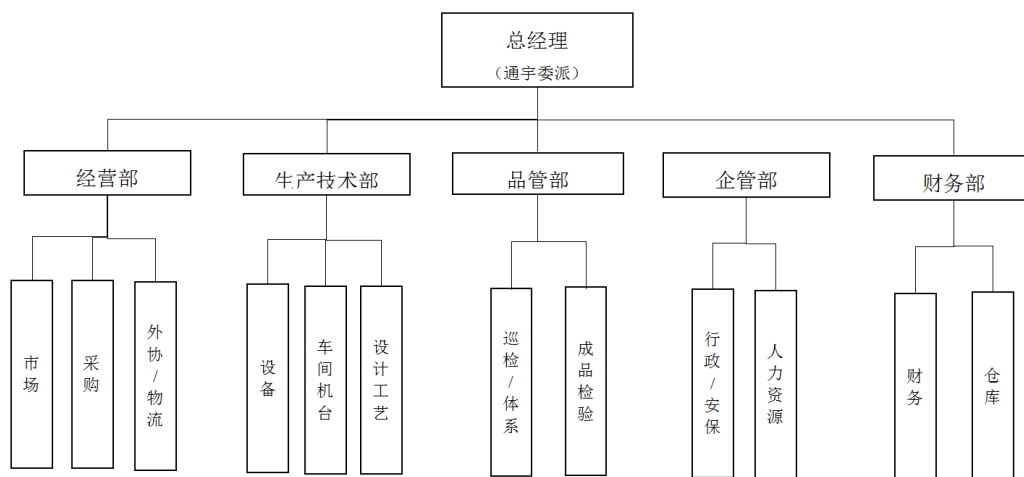 总经理
（通宇委派）
经营部
生产技术部
品管部
企管部
财务部
市场
采购
外协/物流
设备
车间机台
设计工艺
巡检/体系
成品检验
行政/安保
人力资源
财务
仓库